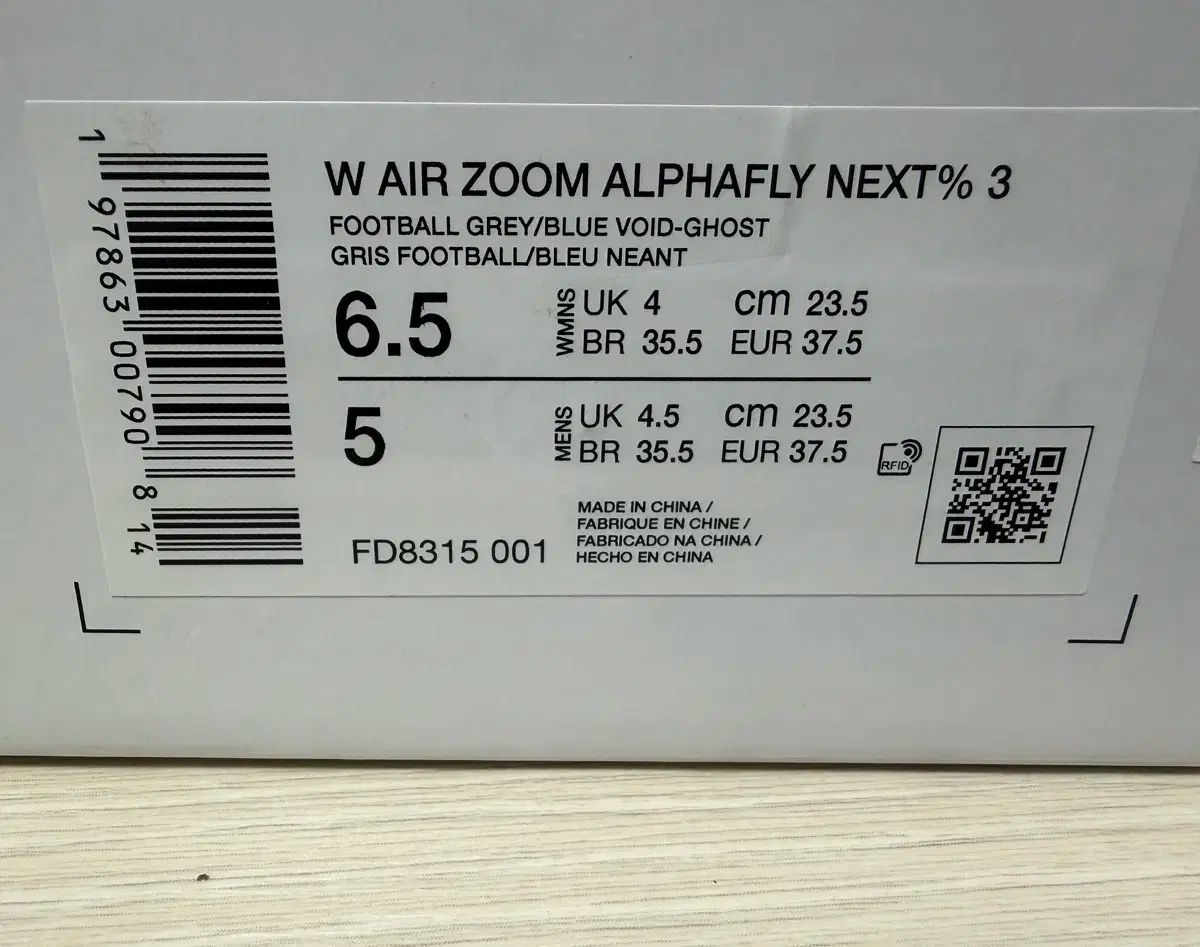 1 97863 00790 8 14
W AIR ZOOM ALPHAFLY NEXT% 3
FOOTBALL GREY/BLUE VOID-GHOST
GRIS FOOTBALL/BLEU NEANT
6.5
WMNS
UK 4 cm 23.5
BR 35.5 EUR 37.5
5
MENS
UK 4.5 cm 23.5
BR 35.5 EUR 37.5
RFID
FD8315 001
MADE IN CHINA /
FABRIQUE EN CHINE /
FABRICADO NA CHINA /
HECHO EN CHINA